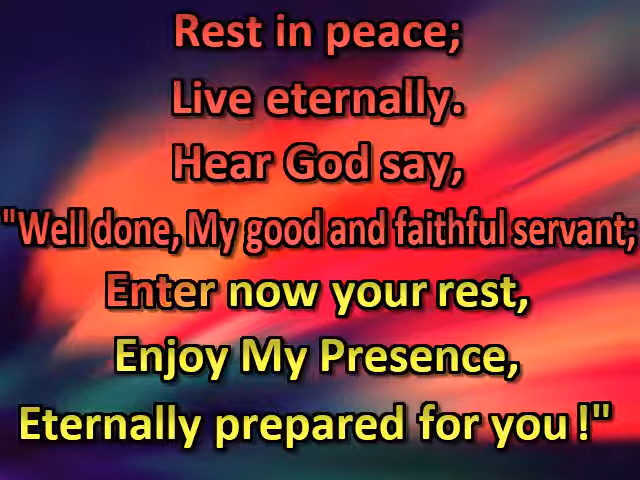 Rest in peace;
Live eternally.
Hear God say,
"Well done, My good and faithful servant;
Enter now your rest,
Enjoy My Presence,
Eternally prepared for you !"